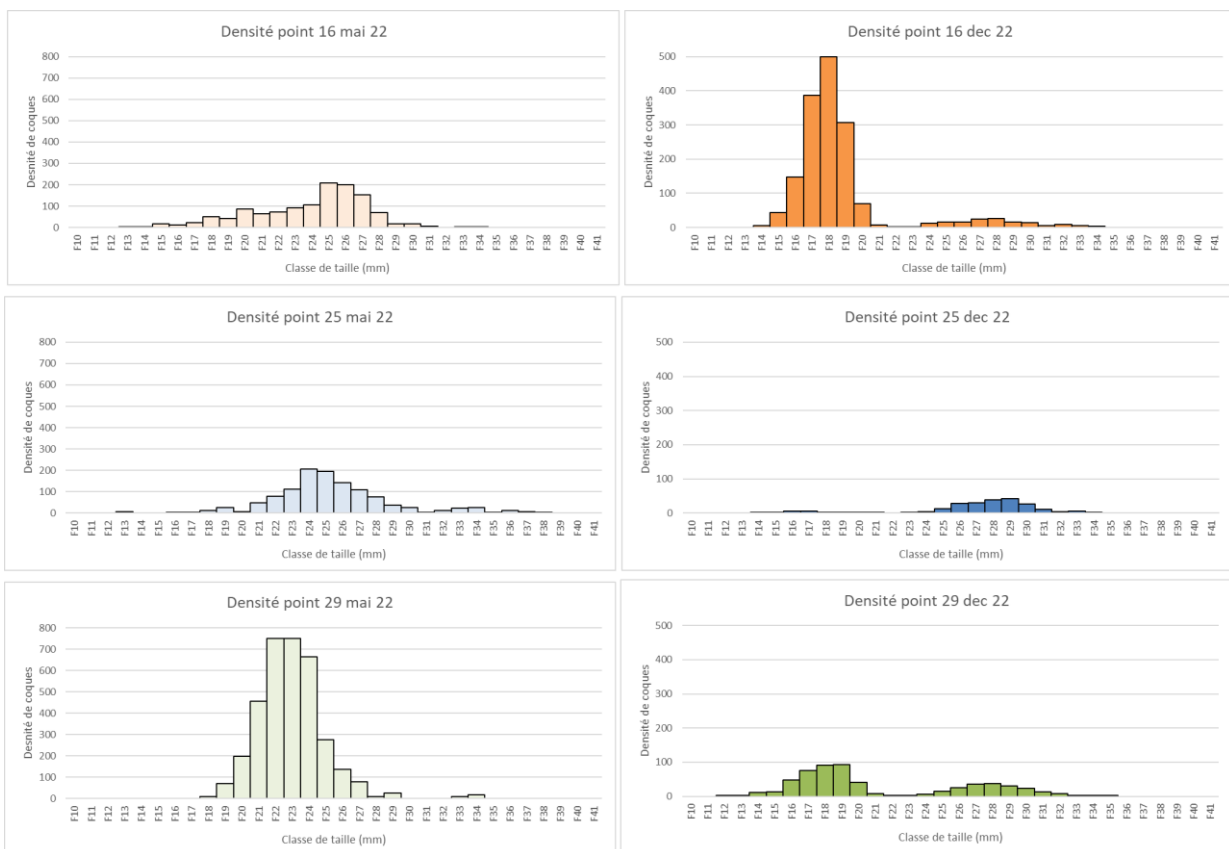 Densité point 16 mai 22
Desnité de coques
800
700
600
500
400
300
200
100
0
F10 F11 F12 F13 F14 F15 F16 F17 F18 F19 F20 F21 F22 F23 F24 F25 F26 F27 F28 F29 F30 F31 F32 F33 F34 F35 F36 F37 F38 F39 F40 F41
Classe de taille (mm)
Densité point 16 dec 22
Densité de coques
500
400
300
200
100
0
F10 F11 F12 F13 F14 F15 F16 F17 F18 F19 F20 F21 F22 F23 F24 F25 F26 F27 F28 F29 F30 F31 F32 F33 F34 F35 F36 F37 F38 F39 F40 F41
Classe de taille (mm)
Densité point 25 mai 22
Densité de coques
800
700
600
500
400
300
200
100
0
F10 F11 F12 F13 F14 F15 F16 F17 F18 F19 F20 F21 F22 F23 F24 F25 F26 F27 F28 F29 F30 F31 F32 F33 F34 F35 F36 F37 F38 F39 F40 F41
Classe de taille (mm)
Densité point 25 dec 22
Densité de coques
500
400
300
200
100
0
F10 F11 F12 F13 F14 F15 F16 F17 F18 F19 F20 F21 F22 F23 F24 F25 F26 F27 F28 F29 F30 F31 F32 F33 F34 F35 F36 F37 F38 F39 F40 F41
Classe de taille (mm)
Densité point 29 mai 22
Desnité de coques
800
700
600
500
400
300
200
100
0
F10 F11 F12 F13 F14 F15 F16 F17 F18 F19 F20 F21 F22 F23 F24 F25 F26 F27 F28 F29 F30 F31 F32 F33 F34 F35 F36 F37 F38 F39 F40 F41
Classe de taille (mm)
Densité point 29 dec 22
Densité de coques
500
400
300
200
100
0
F10 F11 F12 F13 F14 F15 F16 F17 F18 F19 F20 F21 F22 F23 F24 F25 F26 F27 F28 F29 F30 F31 F32 F33 F34 F35 F36 F37 F38 F39 F40 F41
Classe de taille (mm)